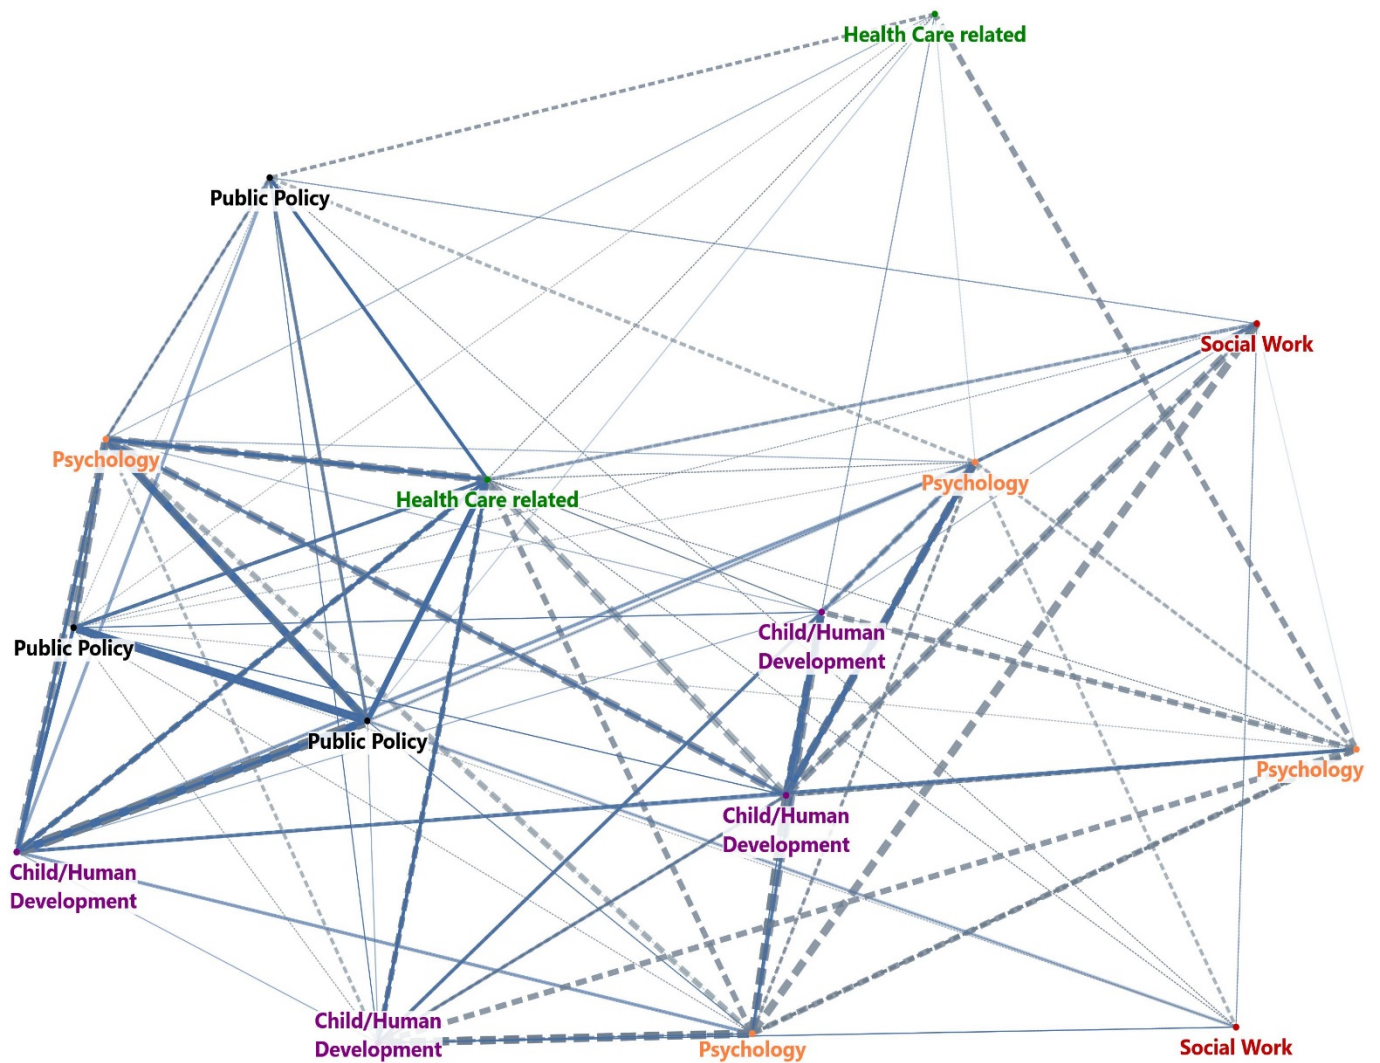 Health Care related
Public Policy
Social Work
Psychology
Health Care related
Psychology
Child/Human
Development
Public Policy
Public Policy
Psychology
Child/Human
Development
Child/Human
Development
Child/Human
Development
Psychology
Social Work